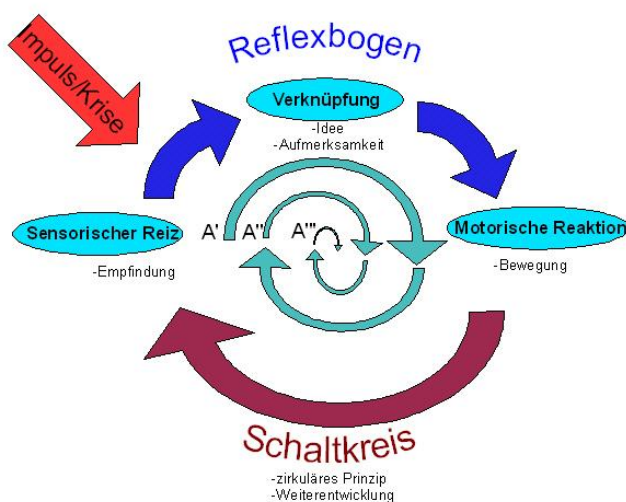 Impuls/Krise
Reflexbogen
Verknüpfung
-Idee
-Aufmerksamkeit
Sensorischer Reiz
-Empfindung
A'
A''
A'''
Motorische Reaktion
-Bewegung
Schaltkreis
-zirkuläres Prinzip
-Weiterentwicklung